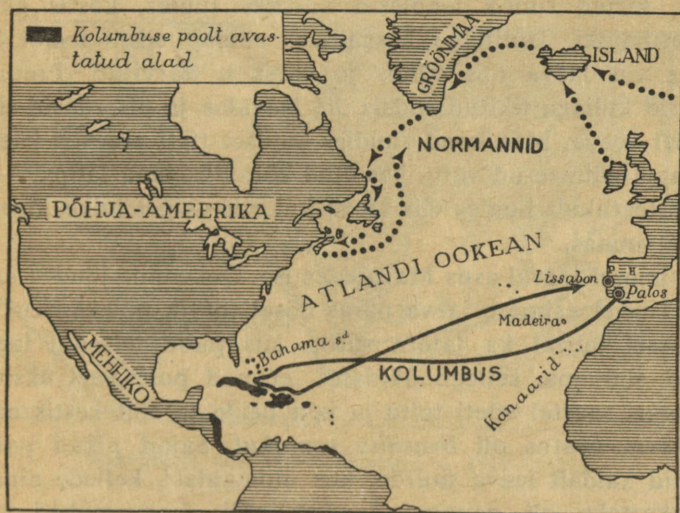 Kolumbuse poolt avas-
tatud alad
GRÖÖNIMAA
ISLAND
NORMANNID
PÕHJA-AMEERIKA
ATLANDI OOKEAN
Lissabon
P H
Palos
Madeira
Bahama sd
MEHHIKO
KOLUMBUS
Kanaarid